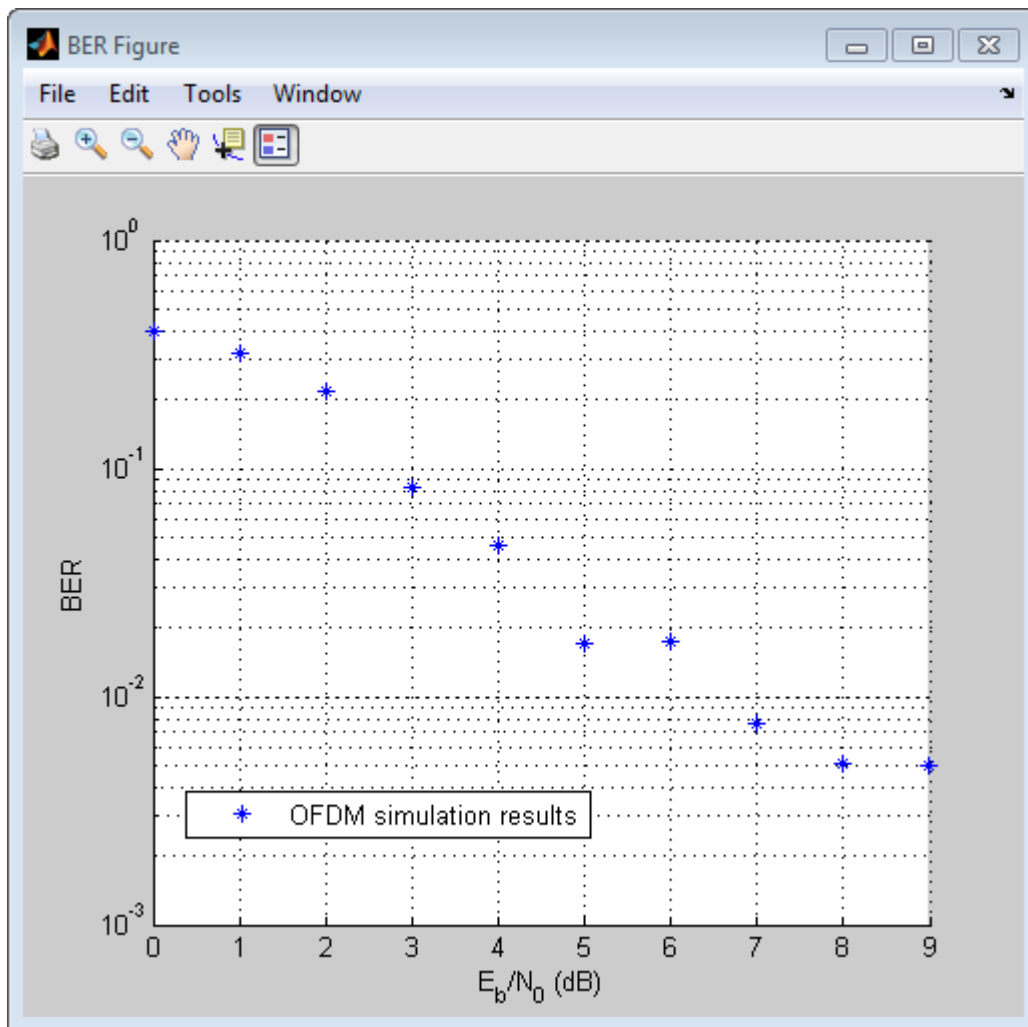 BER Figure
File Edit Tools Window
10^0
10^-1
10^-2
10^-3
BER
OFDM simulation results
0 1 2 3 4 5 6 7 8 9
E_b/N_0 (dB)